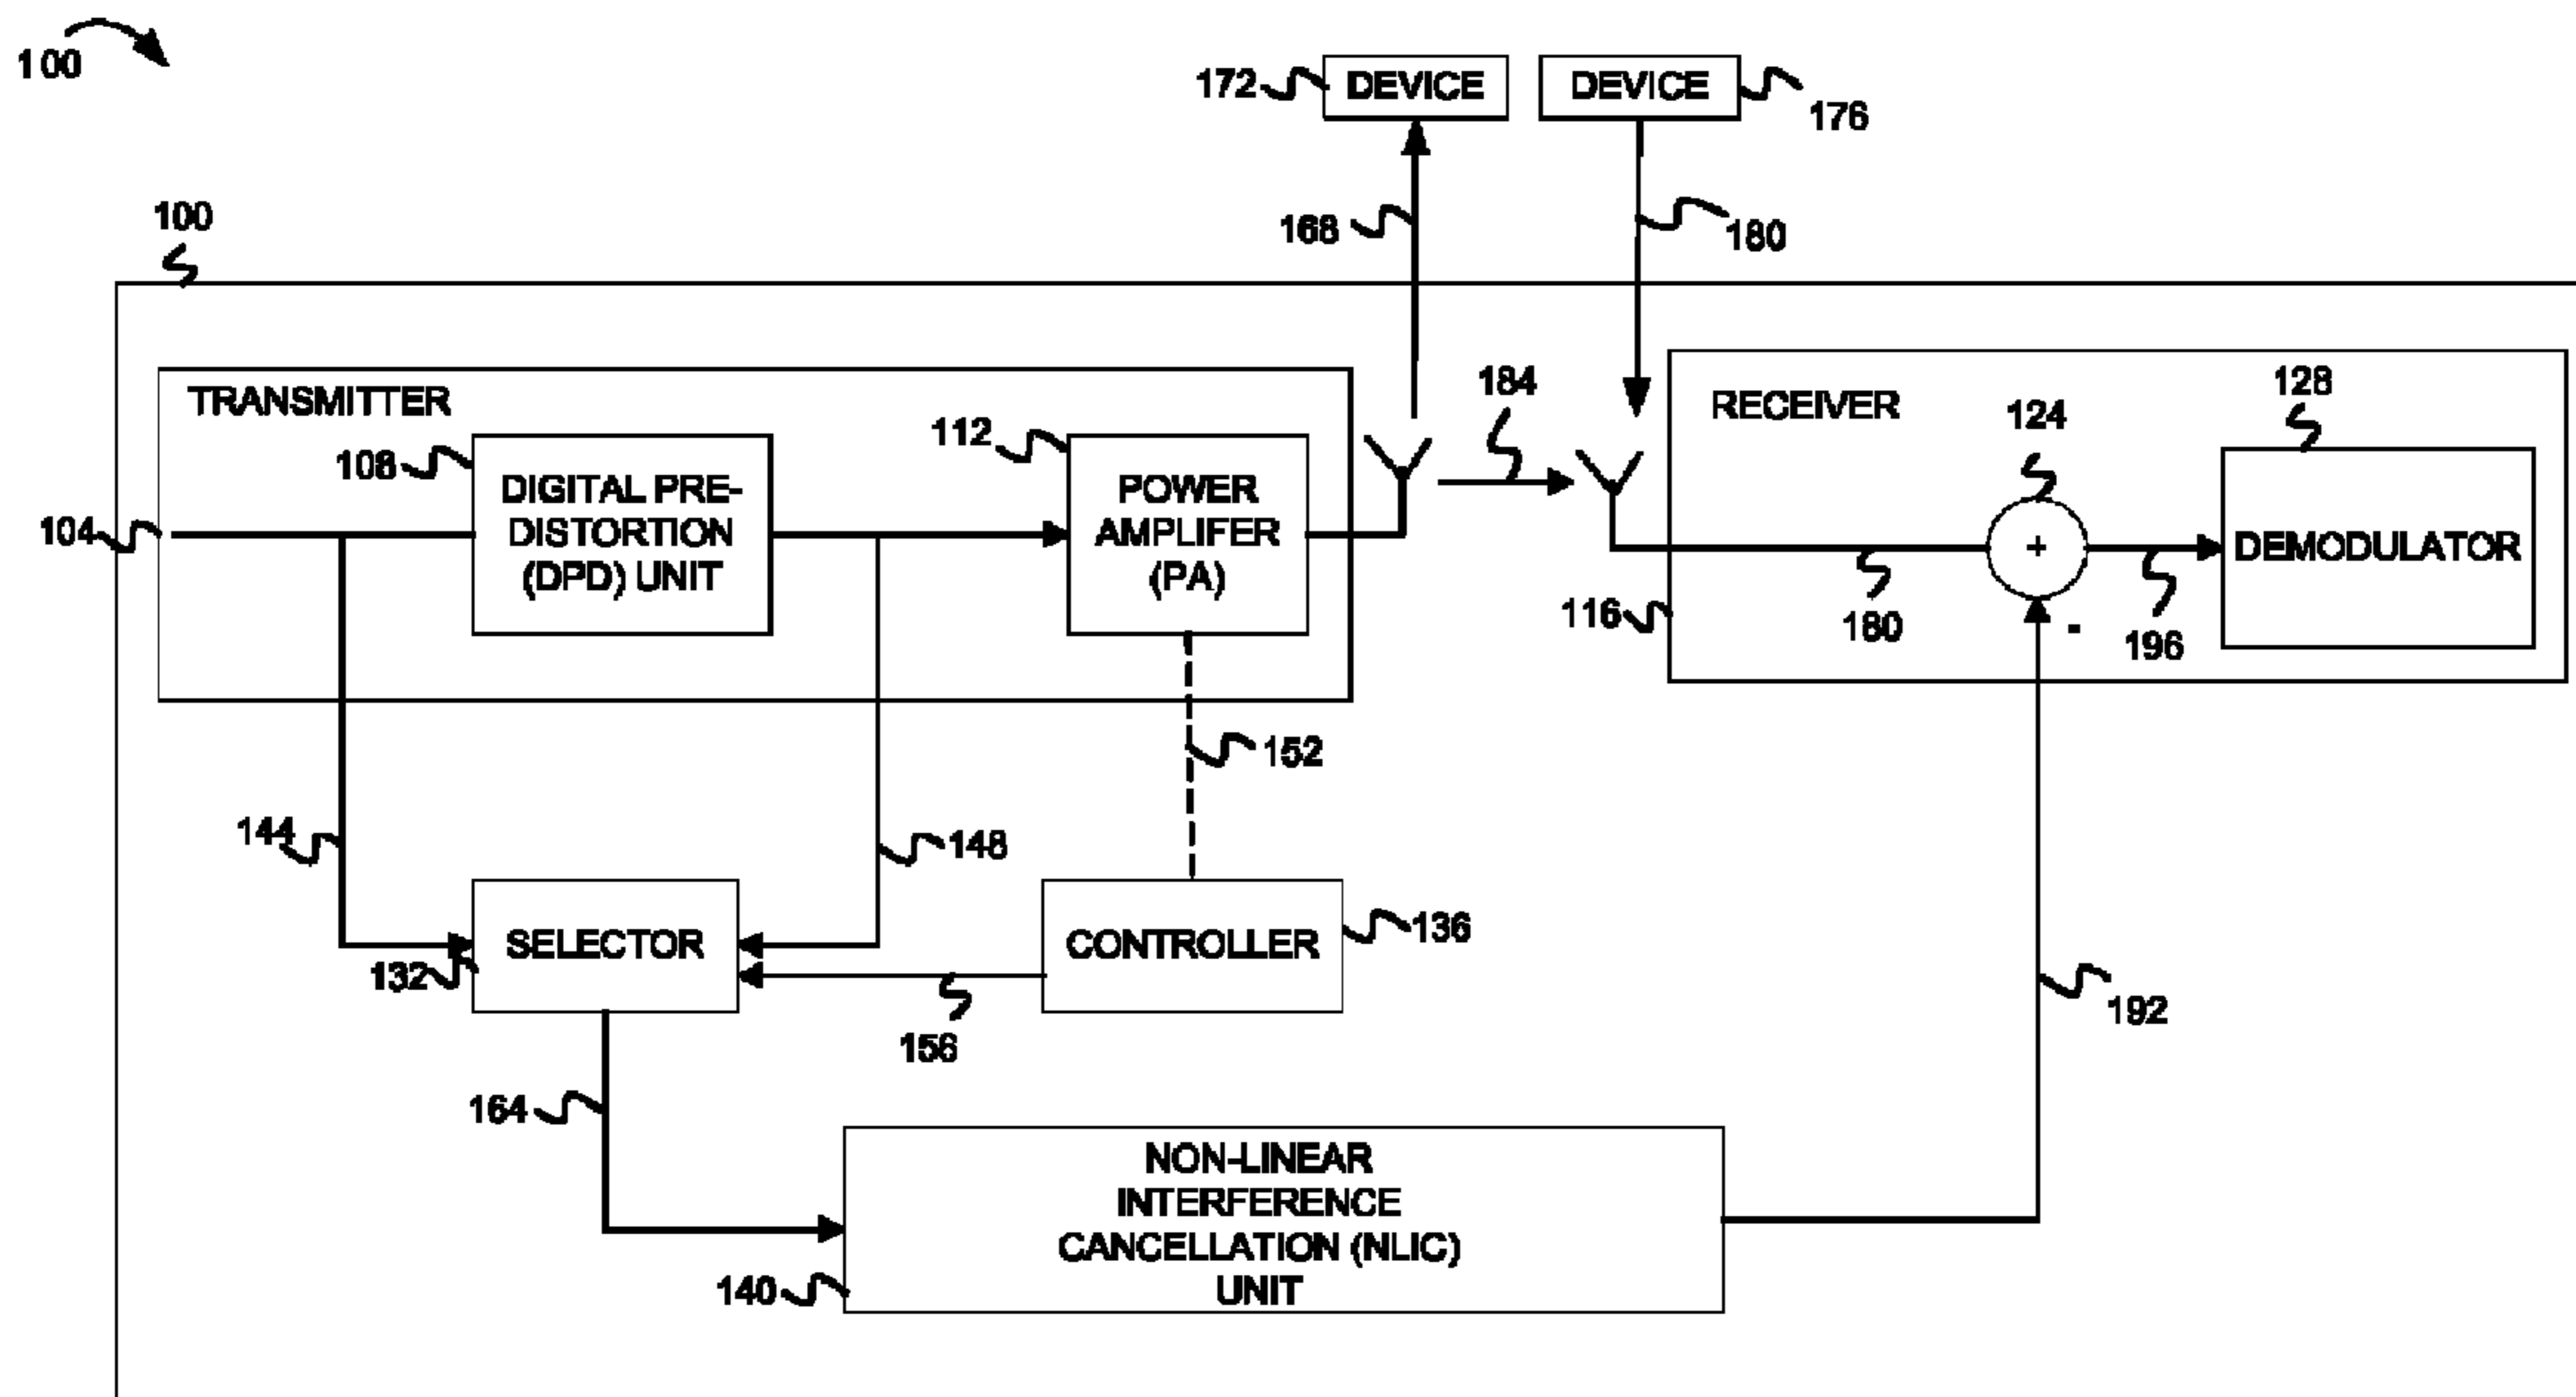 100
172
DEVICE
DEVICE
176
168
180
100
TRANSMITTER
108
DIGITAL PRE-
DISTORTION
(DPD) UNIT
112
POWER
AMPLIFER
(PA)
104
184
RECEIVER
124
128
+
DEMODULATOR
116
180
-
196
152
144
148
SELECTOR
132
CONTROLLER
136
156
192
164
NON-LINEAR
INTERFERENCE
CANCELLATION (NLIC)
UNIT
140